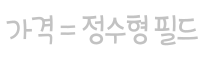 가격 = 정수형 필드